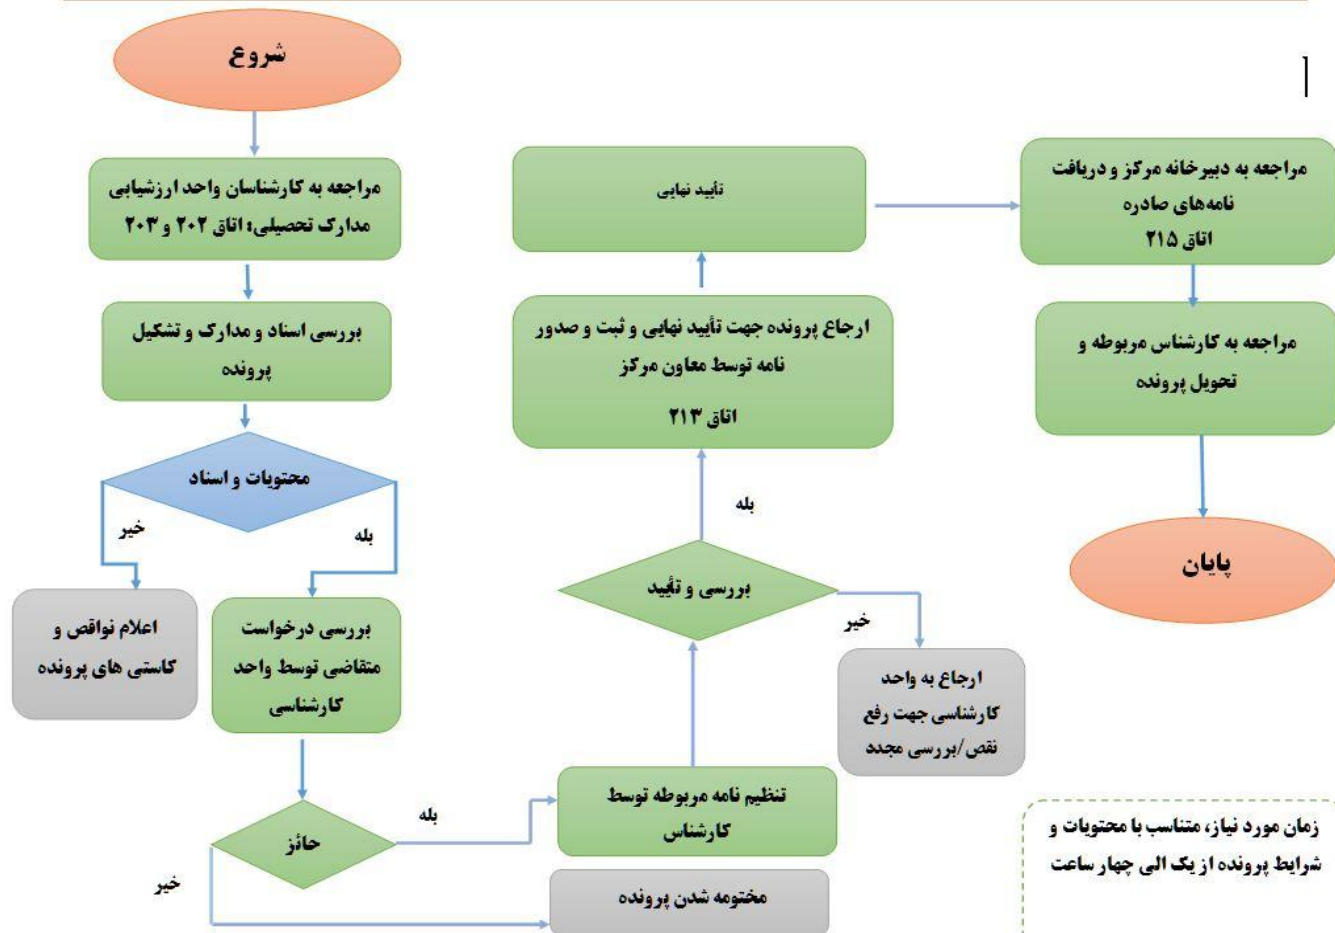 شروع
مراجعه به کارشناسان واحد ارزشیابی
مدارک تحصیلی؛ اتاق ۲۰۲ و ۲۰۳
بررسی اسناد و مدارک و تشکیل
پرونده
محتویات و اسناد
خیر
بله
اعلام نواقص و
کاستی های پرونده
بررسی درخواست
متقاضی توسط واحد
کارشناسی
حائز
بله
خیر
تنظیم نامه مربوطه توسط
کارشناس
مختومه شدن پرونده
بررسی و تأیید
بله
خیر
ارجاع به واحد
کارشناسی جهت رفع
نقص/بررسی مجدد
ارجاع پرونده جهت تأیید نهایی و ثبت و صدور
نامه توسط معاون مرکز
اتاق ۲۱۳
تأیید نهایی
مراجعه به دبیرخانه مرکز و دریافت
نامه‌های صادره
اتاق ۲۱۵
مراجعه به کارشناس مربوطه و
تحویل پرونده
پایان
زمان مورد نیاز، متناسب با محتویات و
شرایط پرونده از یک الی چهار ساعت